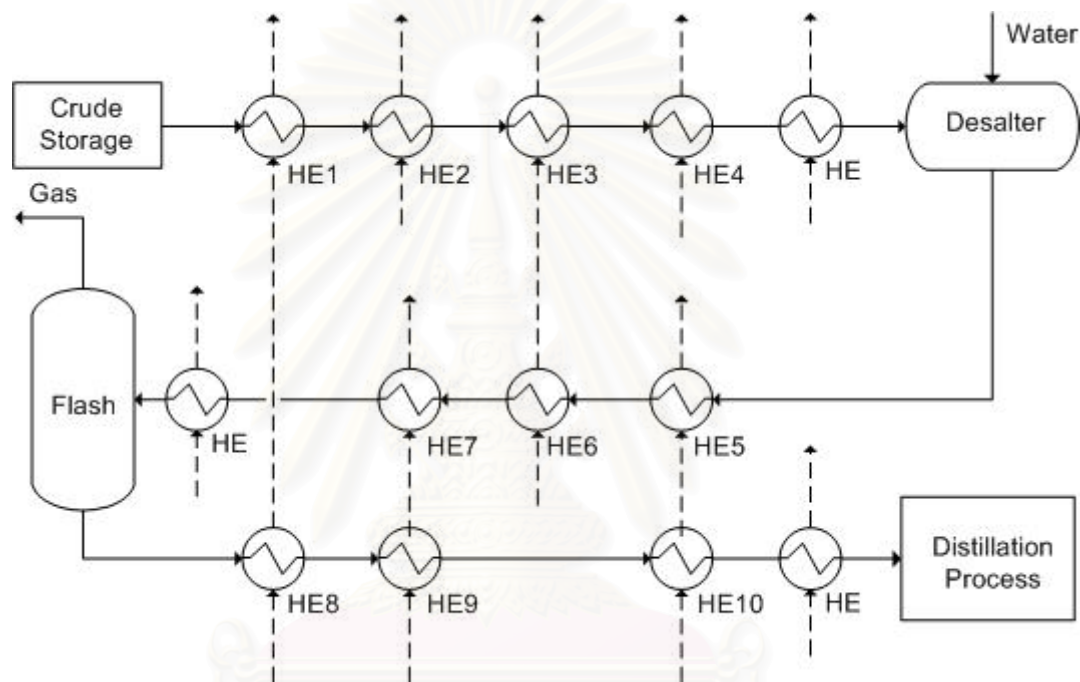 Water
Crude
Storage
Desalter
HE1
HE2
HE3
HE4
HE
Gas
Flash
HE
HE7
HE6
HE5
HE8
HE9
HE10
HE
Distillation
Process